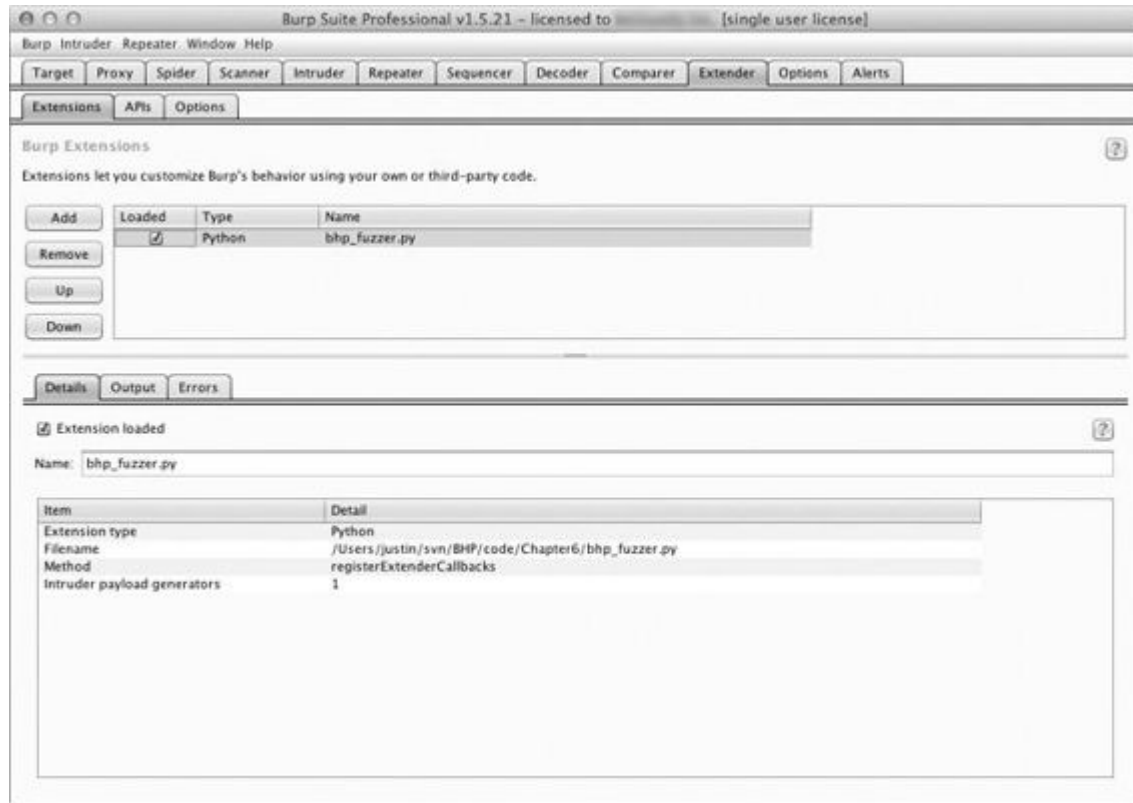 Burp Suite Professional v1.5.21 – licensed to [single user license]
Burp Intruder Repeater Window Help
Target Proxy Spider Scanner Intruder Repeater Sequencer Decoder Comparer Extender Options Alerts
Extensions APIs Options
Burp Extensions
?
Extensions let you customize Burp's behavior using your own or third-party code.
Add
Loaded Type Name
Python bhp_fuzzer.py
Remove
Up
Down
Details Output Errors
Extension loaded
?
Name: bhp_fuzzer.py
Item Detail
Extension type Python
Filename /Users/justin/svn/BHP/code/Chapter6/bhp_fuzzer.py
Method registerExtenderCallbacks
Intruder payload generators 1